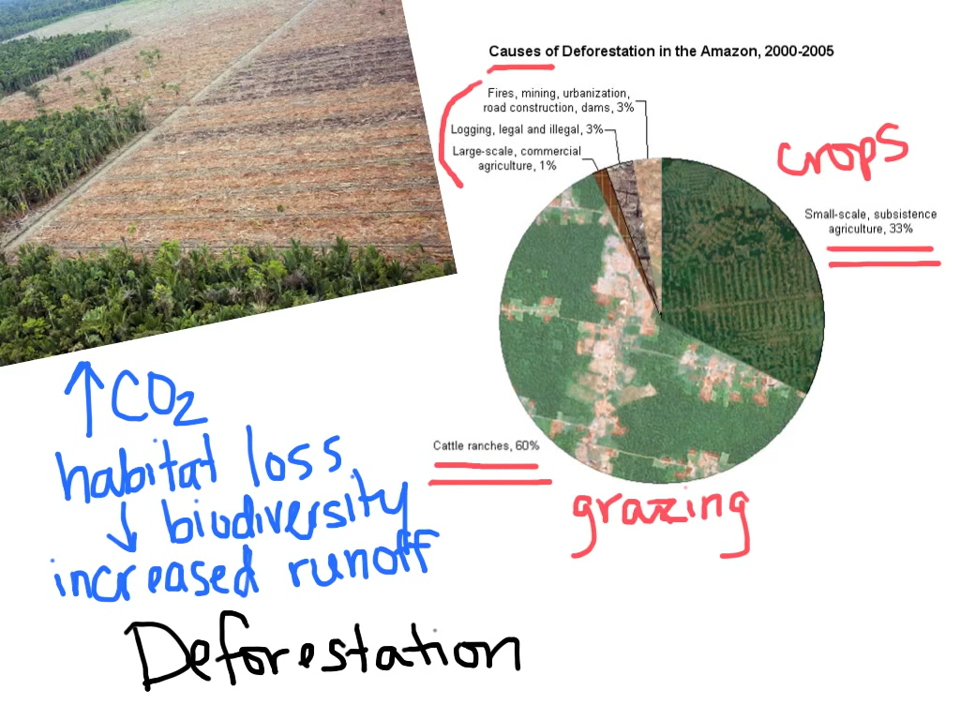 Causes of Deforestation in the Amazon, 2000-2005
Fires, mining, urbanization,
road construction, dams, 3%
Logging, legal and illegal, 3%
Large-scale, commercial
agriculture, 1%
crops
Small-scale, subsistence
agriculture, 33%
Cattle ranches, 60%
grazing
↑CO2
habitat loss
↓ biodiversity
increased runoff
Deforestation